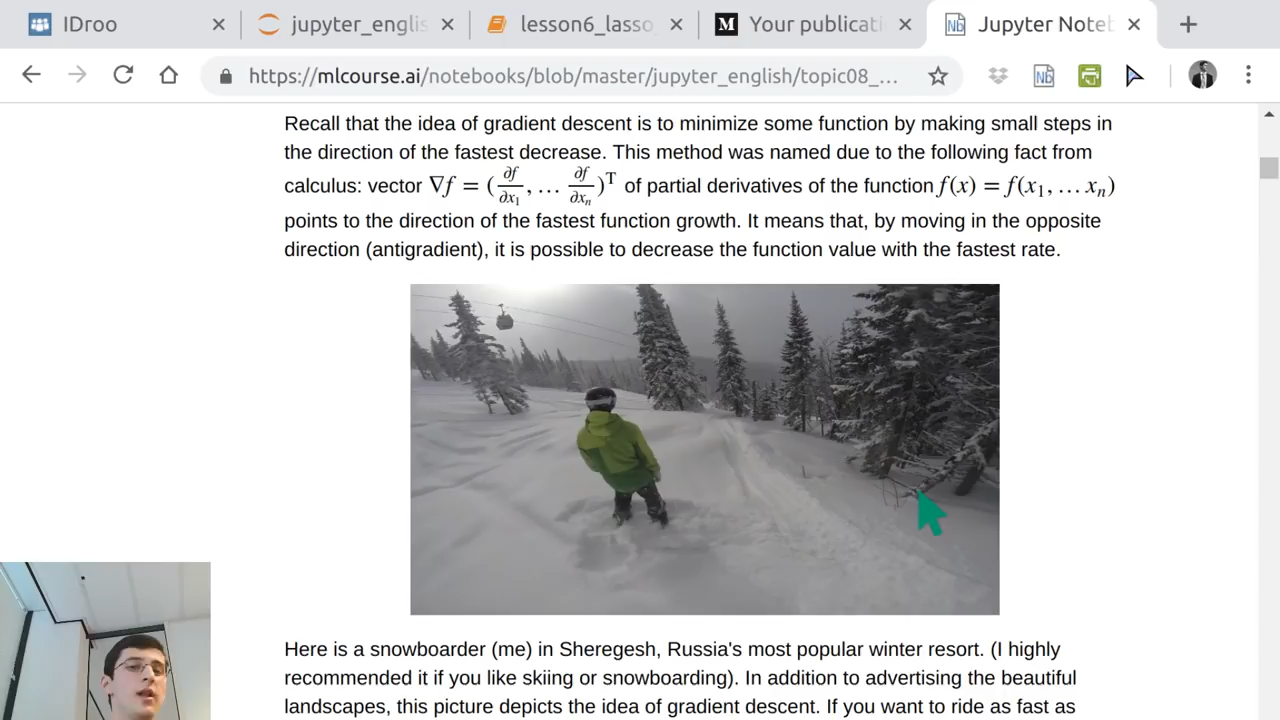 IDroo
jupyter_englis
lesson6_lasso_
M
Your publicati
Nb
Jupyter Noteb
https://mlcourse.ai/notebooks/blob/master/jupyter_english/topic08_...
Nb
Recall that the idea of gradient descent is to minimize some function by making small steps in
the direction of the fastest decrease. This method was named due to the following fact from
calculus: vector ∇f = (∂f/∂x₁, … ∂f/∂xₙ)ᵀ of partial derivatives of the function f(x) = f(x₁, … xₙ)
points to the direction of the fastest function growth. It means that, by moving in the opposite
direction (antigradient), it is possible to decrease the function value with the fastest rate.
Here is a snowboarder (me) in Sheregesh, Russia's most popular winter resort. (I highly
recommended it if you like skiing or snowboarding). In addition to advertising the beautiful
landscapes, this picture depicts the idea of gradient descent. If you want to ride as fast as